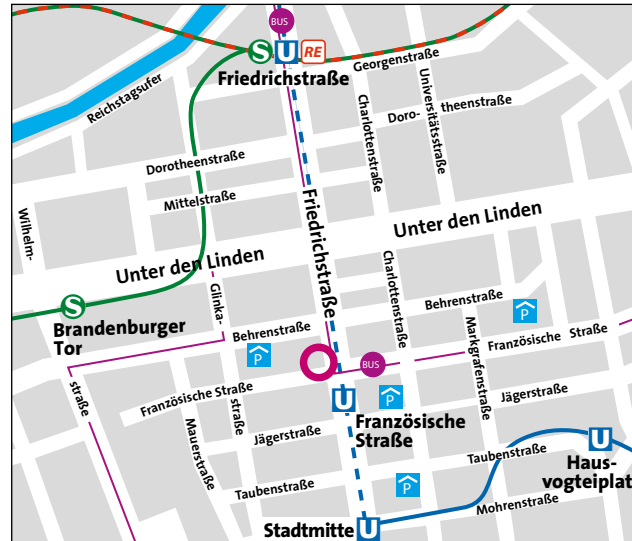 BUS
S U RE
Friedrichstraße
Georgenstraße
Reichstagsufer
Charlottenstraße
Universitätsstraße
Doro-
theenstraße
Dorotheenstraße
Mittelstraße
Friedrichstraße
Wilhelm-
Unter den Linden
Unter den Linden
Glinka-
Charlottenstraße
S
Brandenburger
Tor
Behrenstraße
Behrenstraße
P
P
BUS
Markgrafenstraße
Französische Straße
straße
Französische Straße
straße
Mauerstraße
U
P
Französische
Straße
Jägerstraße
Jägerstraße
Taubenstraße
Taubenstraße
U
Haus-
vogteiplat
P
Mohrenstraße
Stadtmitte U